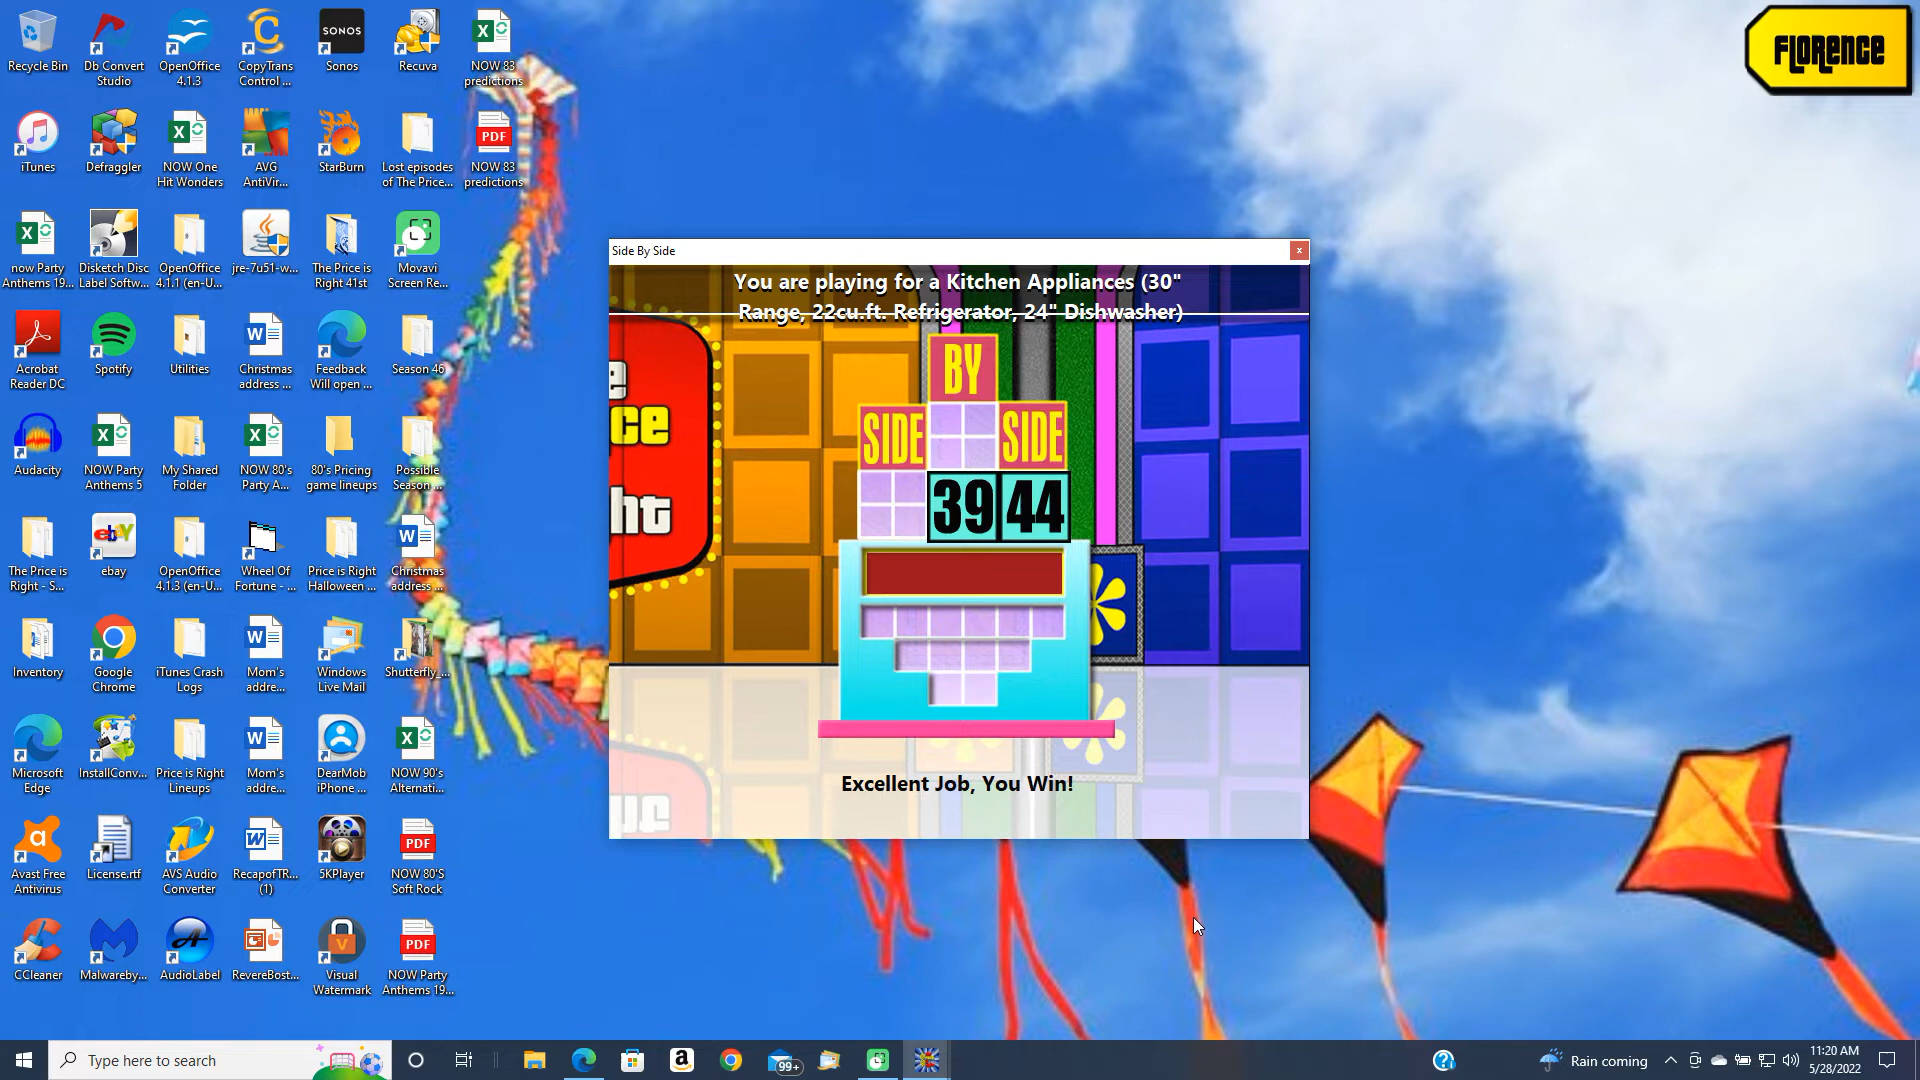 Recycle Bin
Db Convert
Studio
OpenOffice
4.1.3
CopyTrans
Control ...
SONOS
Sonos
Recuva
NOW 83
predictions
FLORENCE
iTunes
Defraggler
NOW One
Hit Wonders
AVG
AntiVir...
StarBurn
Lost episodes
of The Price...
PDF
NOW 83
predictions
now Party
Anthems 19...
Disketch Disc
Label Softw...
OpenOffice
4.1.1 (en-U...
jre-7u51-w...
The Price is
Right 41st
Movavi
Screen Re...
Acrobat
Reader DC
Spotify
Utilities
Christmas
address ...
Feedback
Will open ...
Season 46
Audacity
NOW Party
Anthems 5
My Shared
Folder
NOW 80's
Party A...
80's Pricing
game lineups
Possible
Season ...
The Price is
Right - S...
ebay
ebay
OpenOffice
4.1.3 (en-U...
Wheel Of
Fortune - ...
Price is Right
Halloween ...
Christmas
address ...
Inventory
Google
Chrome
iTunes Crash
Logs
Mom's
addre...
Windows
Live Mail
Shutterfly_...
Microsoft
Edge
InstallConv...
Price is Right
Lineups
Mom's
addre...
DearMob
iPhone ...
NOW 90's
Alternati...
Avast Free
Antivirus
License.rtf
AVS Audio
Converter
RecapofTR...
(1)
5KPlayer
PDF
NOW 80'S
Soft Rock
CCleaner
Malwareby...
AudioLabel
RevereBost...
Visual
Watermark
PDF
NOW Party
Anthems 19...
Side By Side
You are playing for a Kitchen Appliances (30"
Range, 22cu.ft. Refrigerator, 24" Dishwasher)
BY
SIDE
SIDE
39 44
Excellent Job, You Win!
Type here to search
99+
Rain coming
11:20 AM
5/28/2022